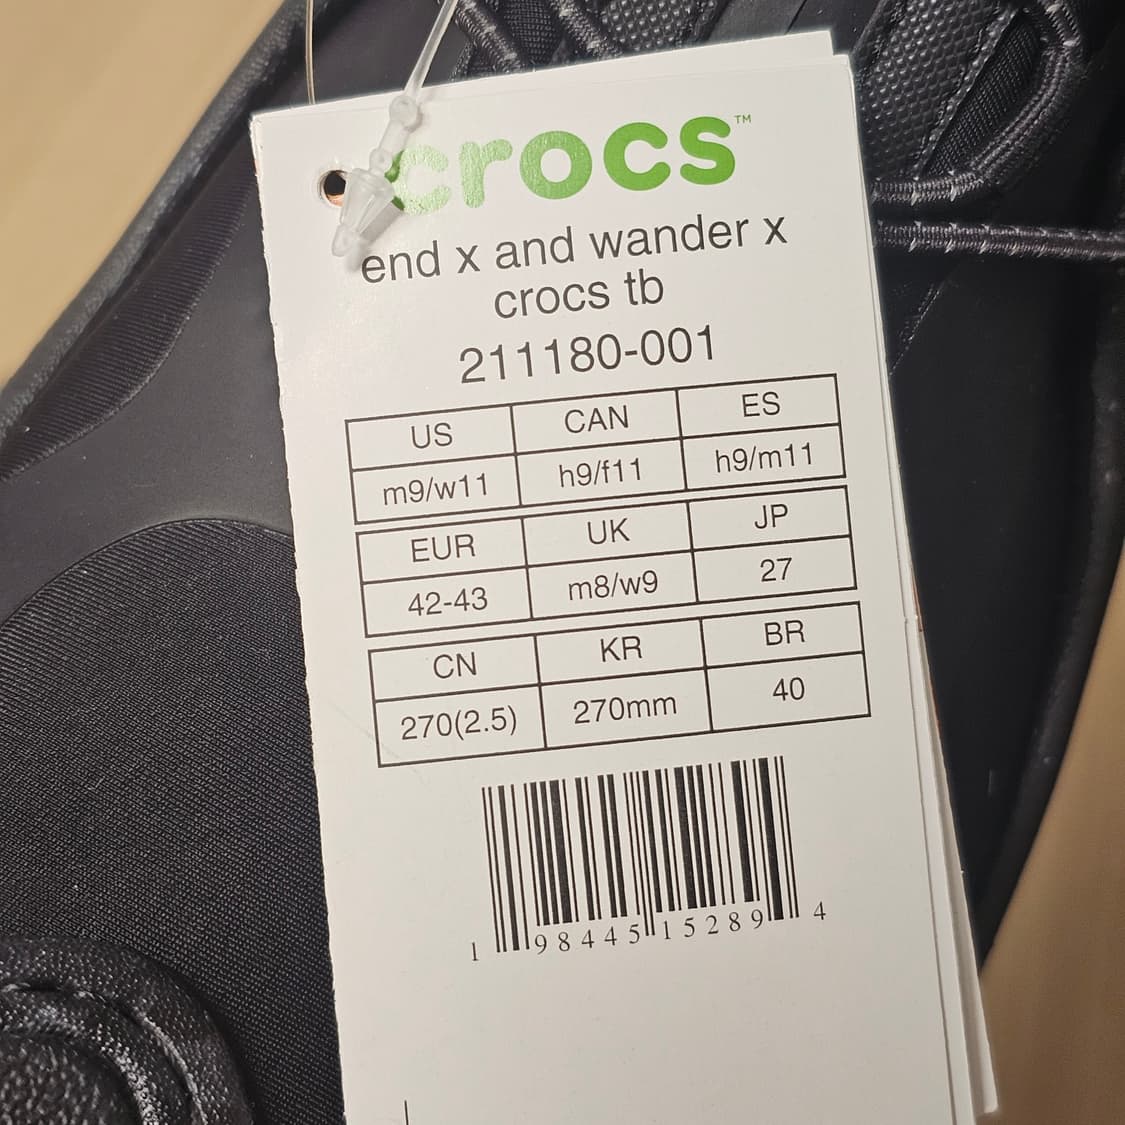 crocs™
end x and wander x
crocs tb
211180-001
US CAN ES
m9/w11 h9/f11 h9/m11
EUR UK JP
42-43 m8/w9 27
CN KR BR
270(2.5) 270mm 40
1 98445 15289 4